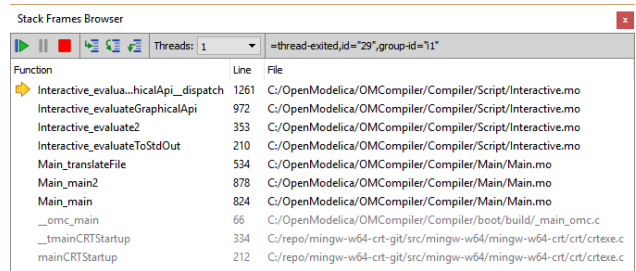 Stack Frames Browser x
Threads: 1 =thread-exited,id="29",group-id="i1"
Function Line File
Interactive_evalua...hicalApi__dispatch 1261 C:/OpenModelica/OMCompiler/Compiler/Script/Interactive.mo
Interactive_evaluateGraphicalApi 972 C:/OpenModelica/OMCompiler/Compiler/Script/Interactive.mo
Interactive_evaluate2 353 C:/OpenModelica/OMCompiler/Compiler/Script/Interactive.mo
Interactive_evaluateToStdOut 210 C:/OpenModelica/OMCompiler/Compiler/Script/Interactive.mo
Main_translateFile 534 C:/OpenModelica/OMCompiler/Compiler/Main/Main.mo
Main_main2 878 C:/OpenModelica/OMCompiler/Compiler/Main/Main.mo
Main_main 824 C:/OpenModelica/OMCompiler/Compiler/Main/Main.mo
__omc_main 66 C:/OpenModelica/OMCompiler/Compiler/boot/build/_main_omc.c
__tmainCRTStartup 334 C:/repo/mingw-w64-crt-git/src/mingw-w64/mingw-w64-crt/crt/crtexe.c
mainCRTStartup 212 C:/repo/mingw-w64-crt-git/src/mingw-w64/mingw-w64-crt/crt/crtexe.c